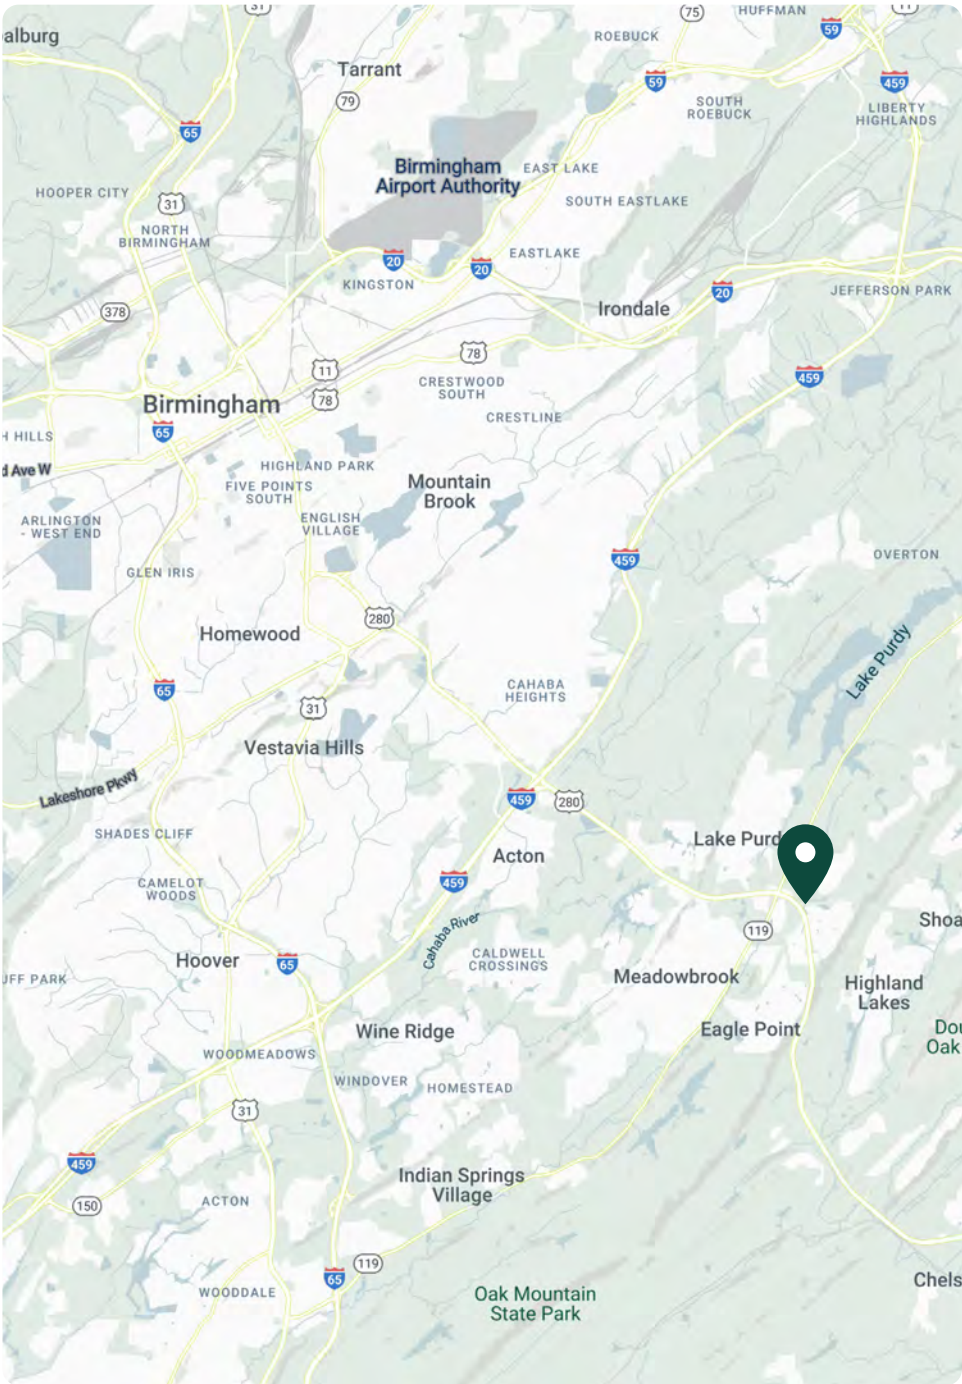 31
75
HUFFMAN
11
59
alburg
ROEBUCK
Tarrant
59
459
79
SOUTH
ROEBUCK
LIBERTY
HIGHLANDS
65
Birmingham
Airport Authority
EAST LAKE
HOOPER CITY
31
SOUTH EASTLAKE
NORTH
BIRMINGHAM
20
20
EASTLAKE
KINGSTON
20
JEFFERSON PARK
378
Irondale
78
11
CRESTWOOD
SOUTH
459
78
Birmingham
CRESTLINE
65
H HILLS
d Ave W
HIGHLAND PARK
FIVE POINTS
SOUTH
Mountain
Brook
ARLINGTON
- WEST END
ENGLISH
VILLAGE
459
OVERTON
GLEN IRIS
280
Homewood
Lake Purdy
65
CAHABA
HEIGHTS
31
Vestavia Hills
Lakeshore Pkwy
459
280
SHADES CLIFF
Lake Purd
Acton
459
CAMELOT
WOODS
Cahaba River
119
Shoa
Hoover
65
CALDWELL
CROSSINGS
UFF PARK
Meadowbrook
Highland
Lakes
Wine Ridge
Eagle Point
Dou
Oak
WOODMEADOWS
WINDOVER
HOMESTEAD
31
459
Indian Springs
Village
150
ACTON
119
65
Chels
WOODDALE
Oak Mountain
State Park